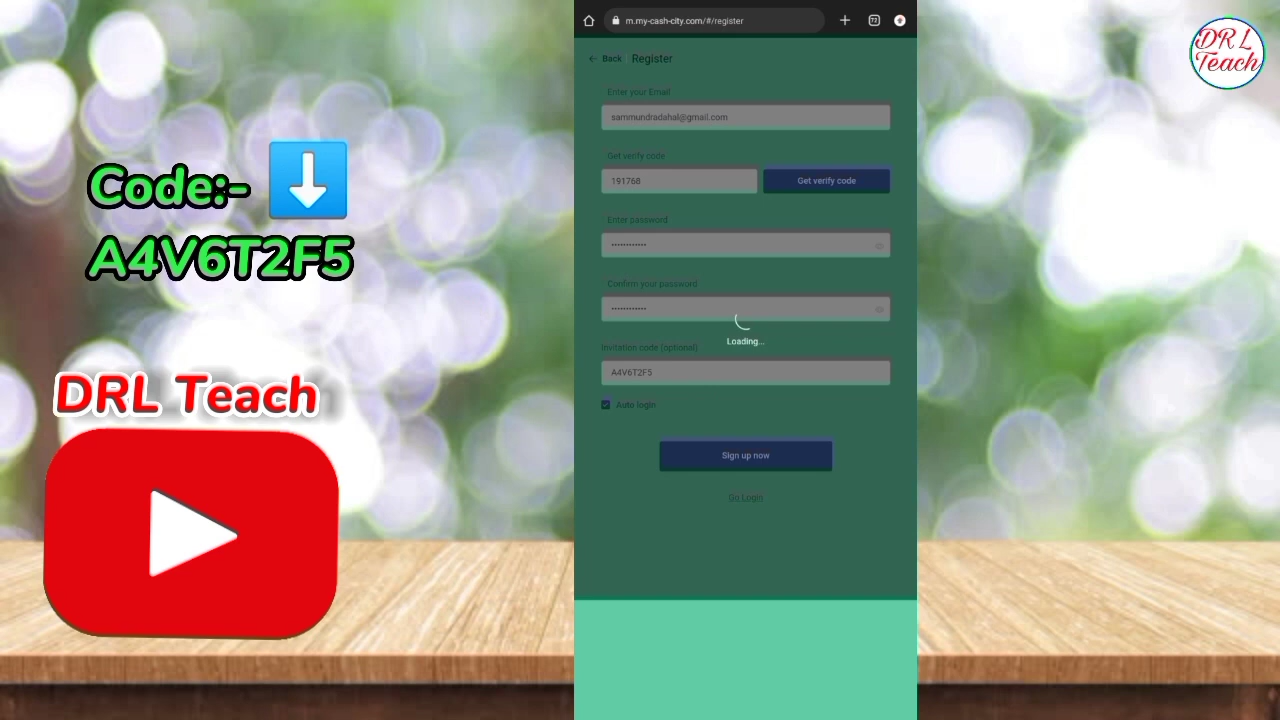 m.my-cash-city.com/#/register
DR L
Teach
Back
Register
Enter your Email
sammundradahal@gmail.com
Get verify code
191768
Get verify code
Enter password
Confirm your password
Loading...
Invitation code (optional)
A4V6T2F5
Auto login
Sign up now
Go Login
Code:-
A4V6T2F5
DRL Teach